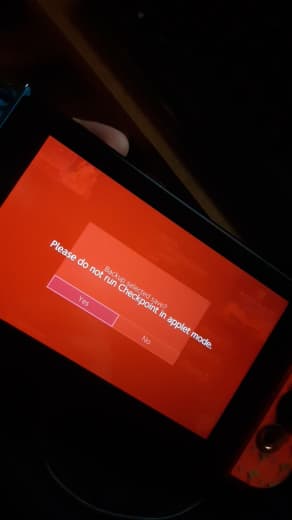 Backup selected save?
Please do not run Checkpoint in applet mode.
Yes
No